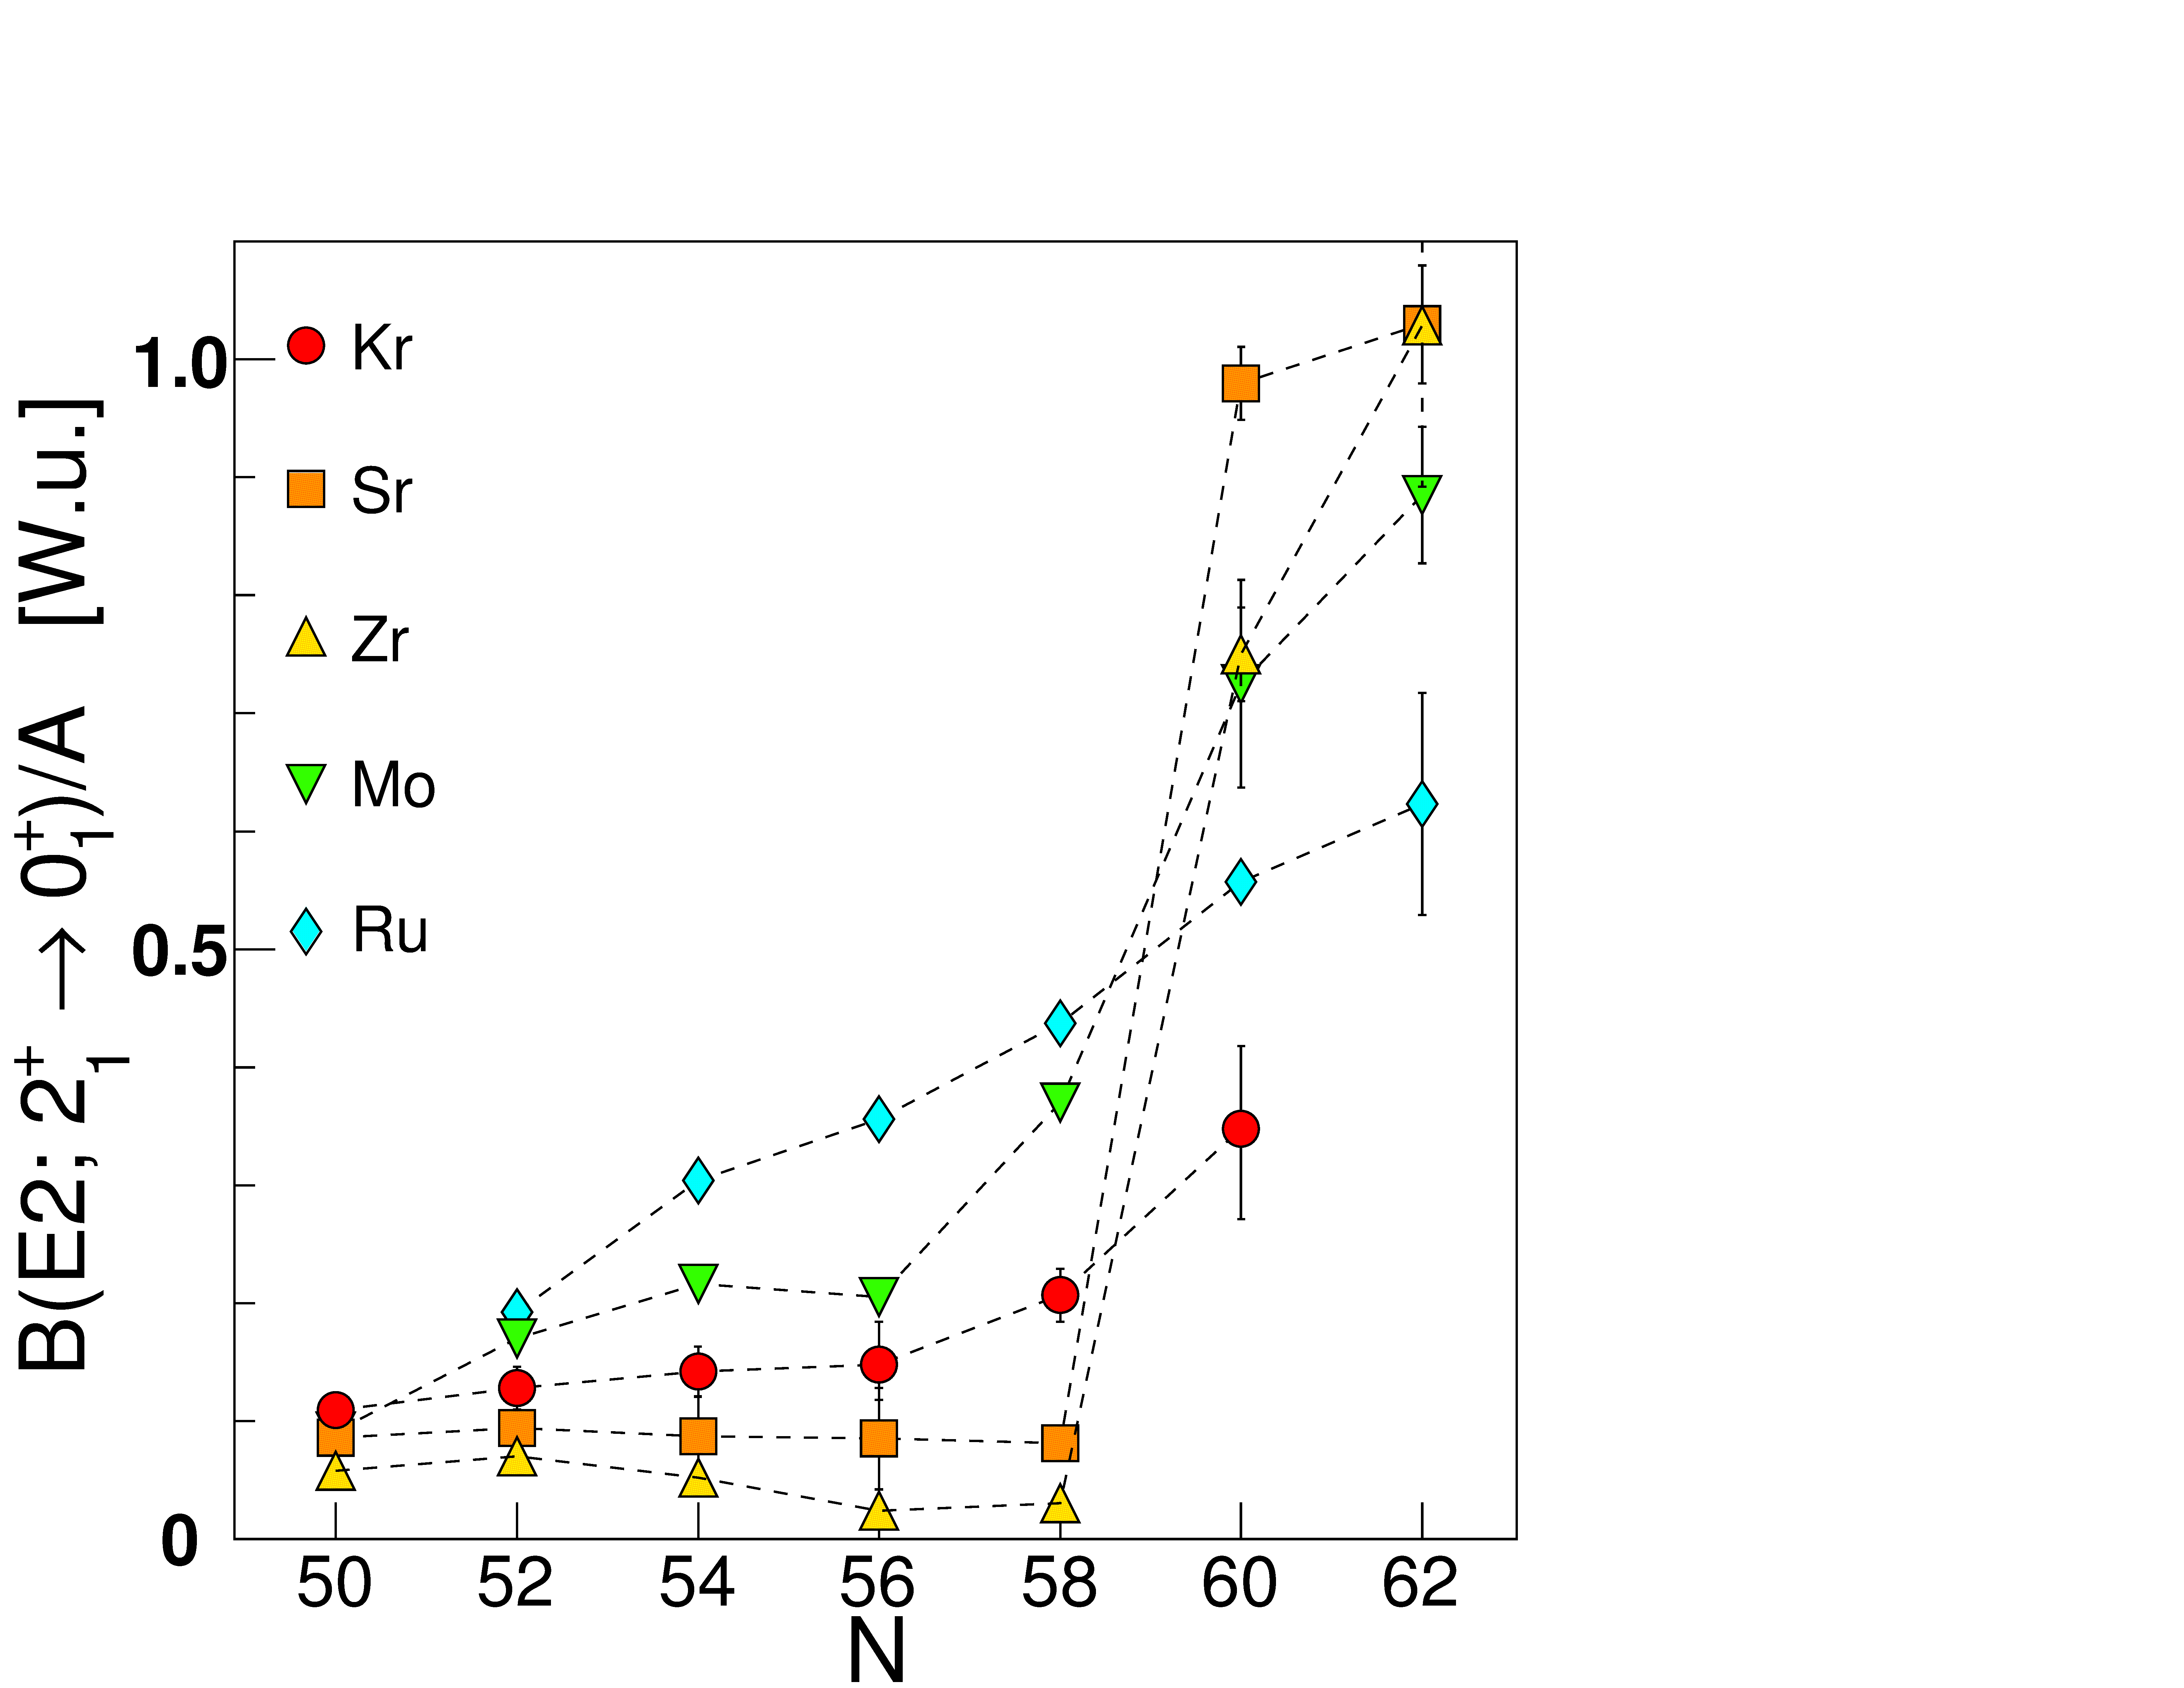 B(E2; 2⁺₁ → 0⁺₁)/A [W.u.]
1.0
0.5
0
Kr
Sr
Zr
Mo
Ru
50 52 54 56 58 60 62
N